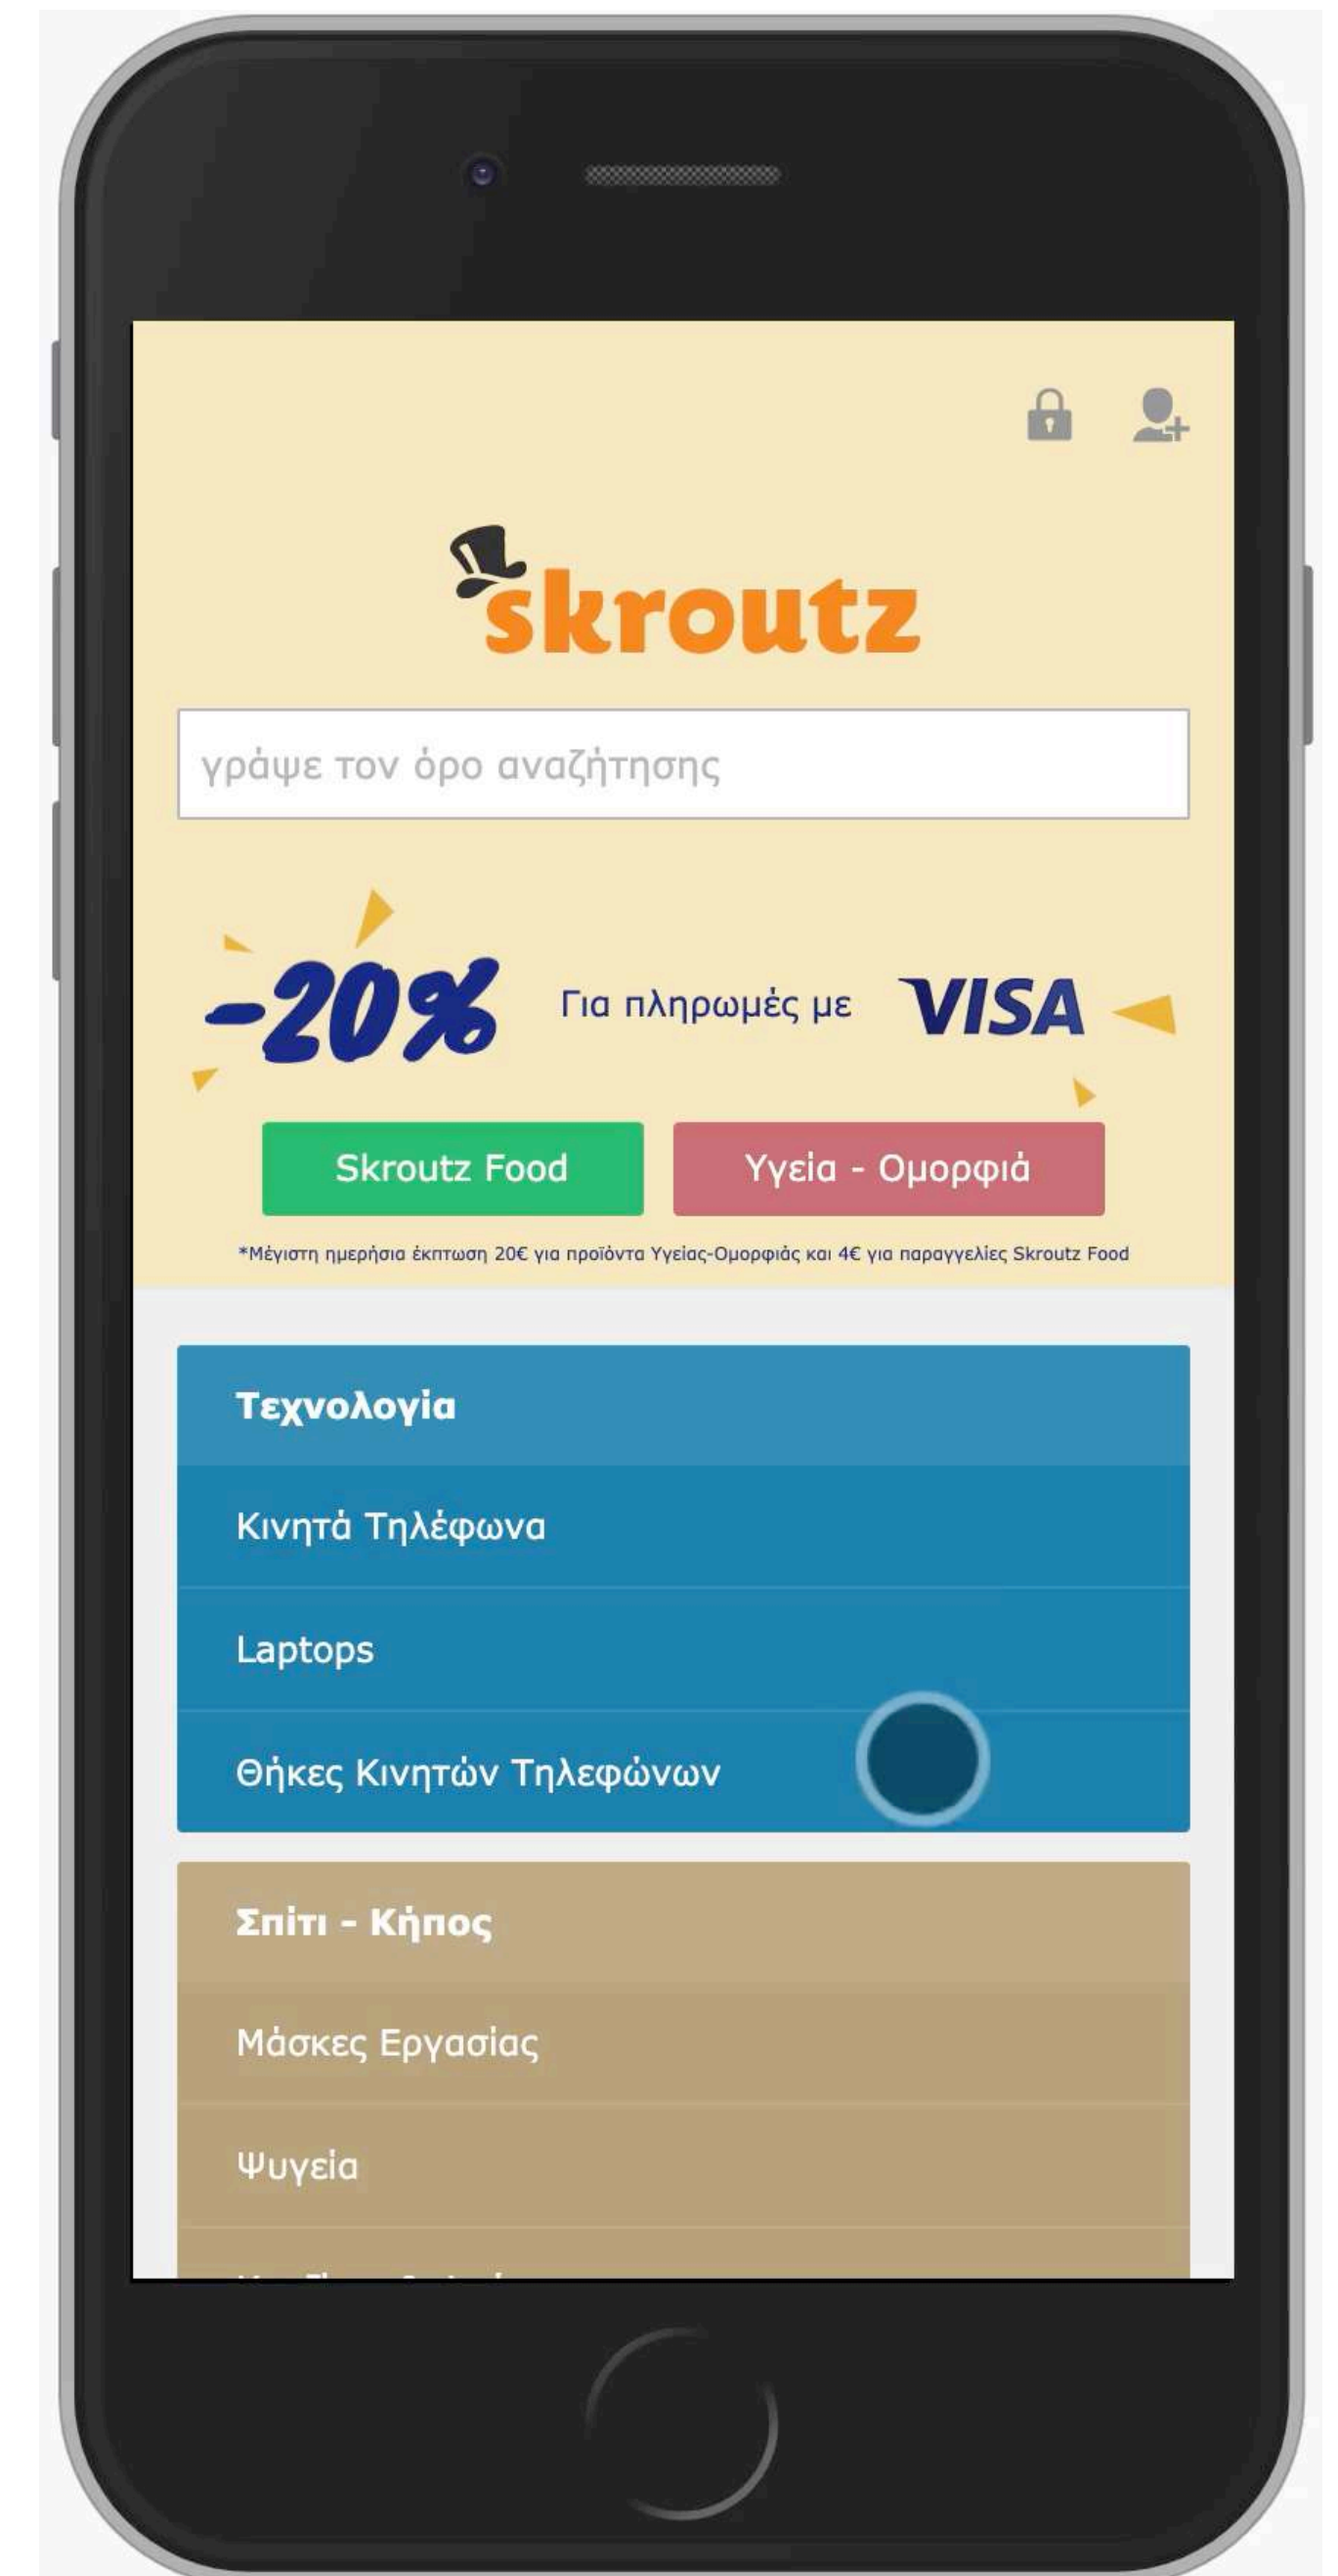 skroutz
γράψε τον όρο αναζήτησης
-20% Για πληρωμές με VISA
Skroutz Food Υγεία - Ομορφιά
*Μέγιστη ημερήσια έκπτωση 20€ για προϊόντα Υγείας-Ομορφιάς και 4€ για παραγγελίες Skroutz Food
Τεχνολογία
Κινητά Τηλέφωνα
Laptops
Θήκες Κινητών Τηλεφώνων
Σπίτι - Κήπος
Μάσκες Εργασίας
Ψυγεία